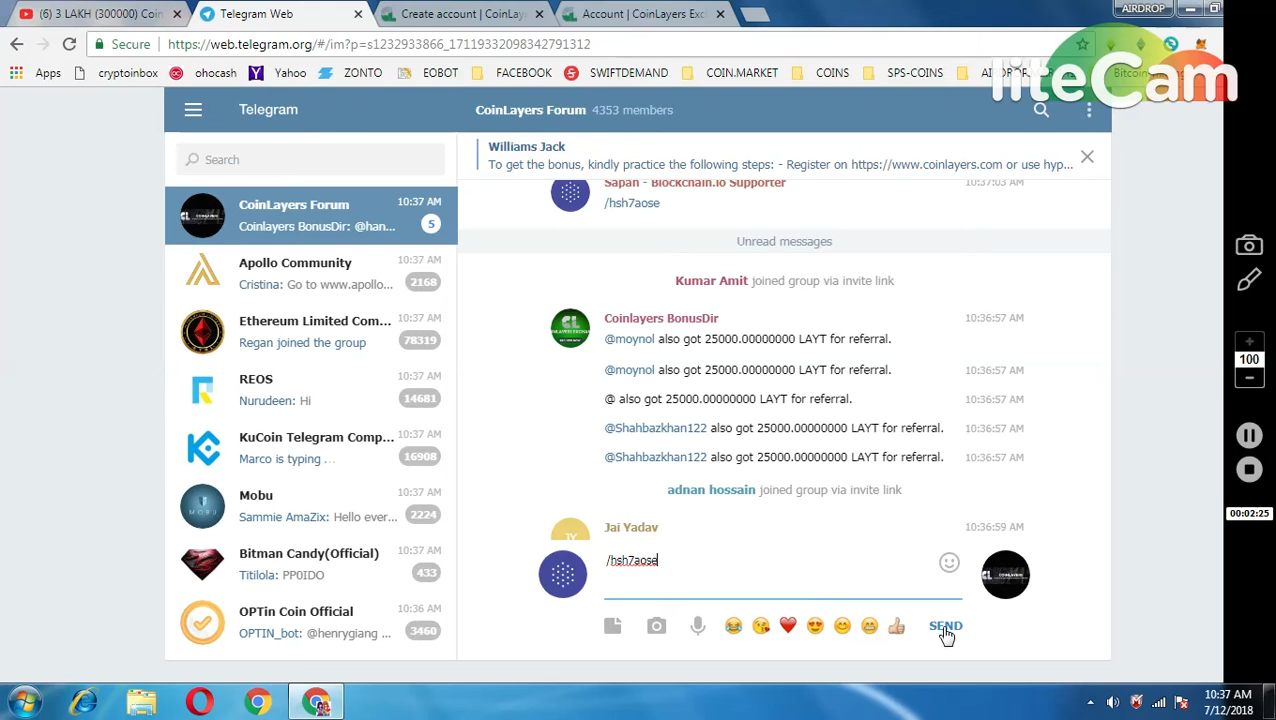 (6) 3 LAKH (300000) Coin
Telegram Web
Create account | CoinLayers
Account | CoinLayers Exc
AIRDROP
Secure
https://web.telegram.org/#/im?p=s1232933866_17119332098342791312
Apps
cryptoinbox
ohocash
Yahoo
ZONTO
EOBOT
FACEBOOK
SWIFTDEMAND
COIN.MARKET
COINS
SPS-COINS
liteCam
Telegram
CoinLayers Forum 4353 members
Search
Williams Jack
To get the bonus, kindly practice the following steps: - Register on https://www.coinlayers.com or use hyp...
CoinLayers Forum 10:37 AM
Coinlayers BonusDir: @han... 5
Apollo Community 10:37 AM
Cristina: Go to www.apollo... 2168
Ethereum Limited Com... 10:37 AM
Regan joined the group 78319
REOS 10:37 AM
Nurudeen: Hi 14681
KuCoin Telegram Comp... 10:37 AM
Marco is typing ... 16908
Mobu 10:37 AM
Sammie AmaZix: Hello ever... 2224
Bitman Candy(Official) 10:37 AM
Titilola: PP0IDO 433
OPTin Coin Official 10:36 AM
OPTIN_bot: @henrygiang ... 3460
Sapan - Blockchain.io Supporter 10:37:03 AM
/hsh7aose
Unread messages
Kumar Amit joined group via invite link
Coinlayers BonusDir 10:36:57 AM
@moynol also got 25000.00000000 LAYT for referral.
@moynol also got 25000.00000000 LAYT for referral. 10:36:57 AM
@ also got 25000.00000000 LAYT for referral. 10:36:57 AM
@Shahbazkhan122 also got 25000.00000000 LAYT for referral. 10:36:57 AM
@Shahbazkhan122 also got 25000.00000000 LAYT for referral. 10:36:57 AM
adnan hossain joined group via invite link
JY
Jai Yadav 10:36:59 AM
/hsh7aose
SEND
100
00:02:25
10:37 AM
7/12/2018